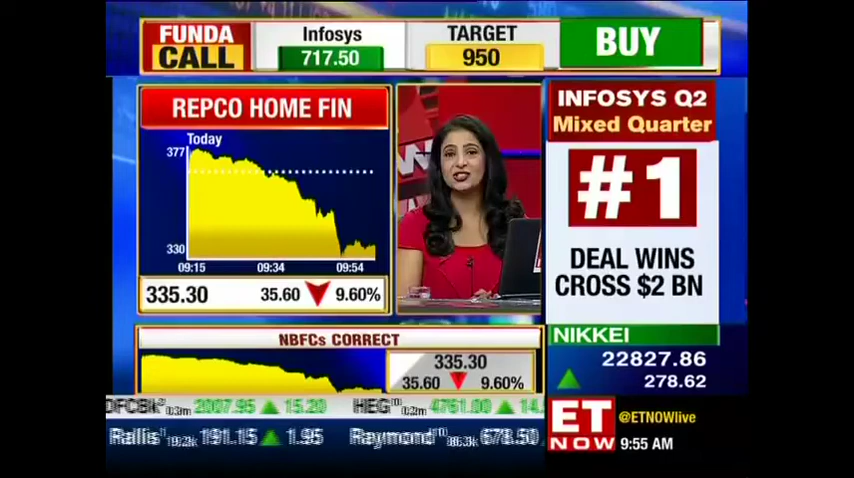 FUNDA
CALL
Infosys
717.50
TARGET
950
BUY
REPCO HOME FIN
Today
377
330
09:15 09:34 09:54
335.30 35.60 9.60%
INFOSYS Q2
Mixed Quarter
#1
DEAL WINS
CROSS $2 BN
NBFCs CORRECT
335.30
35.60 9.60%
NIKKEI
22827.86
278.62
HEG 4761.00 14.
Rallis 191.15 1.95 Raymond 678.50
ET
NOW
@ETNOWlive
9:55 AM